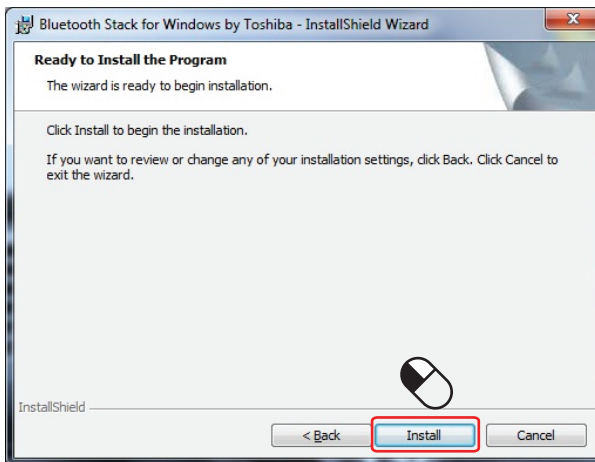 Bluetooth Stack for Windows by Toshiba - InstallShield Wizard
Ready to Install the Program
The wizard is ready to begin installation.
Click Install to begin the installation.
If you want to review or change any of your installation settings, click Back. Click Cancel to
exit the wizard.
InstallShield
< Back Install Cancel